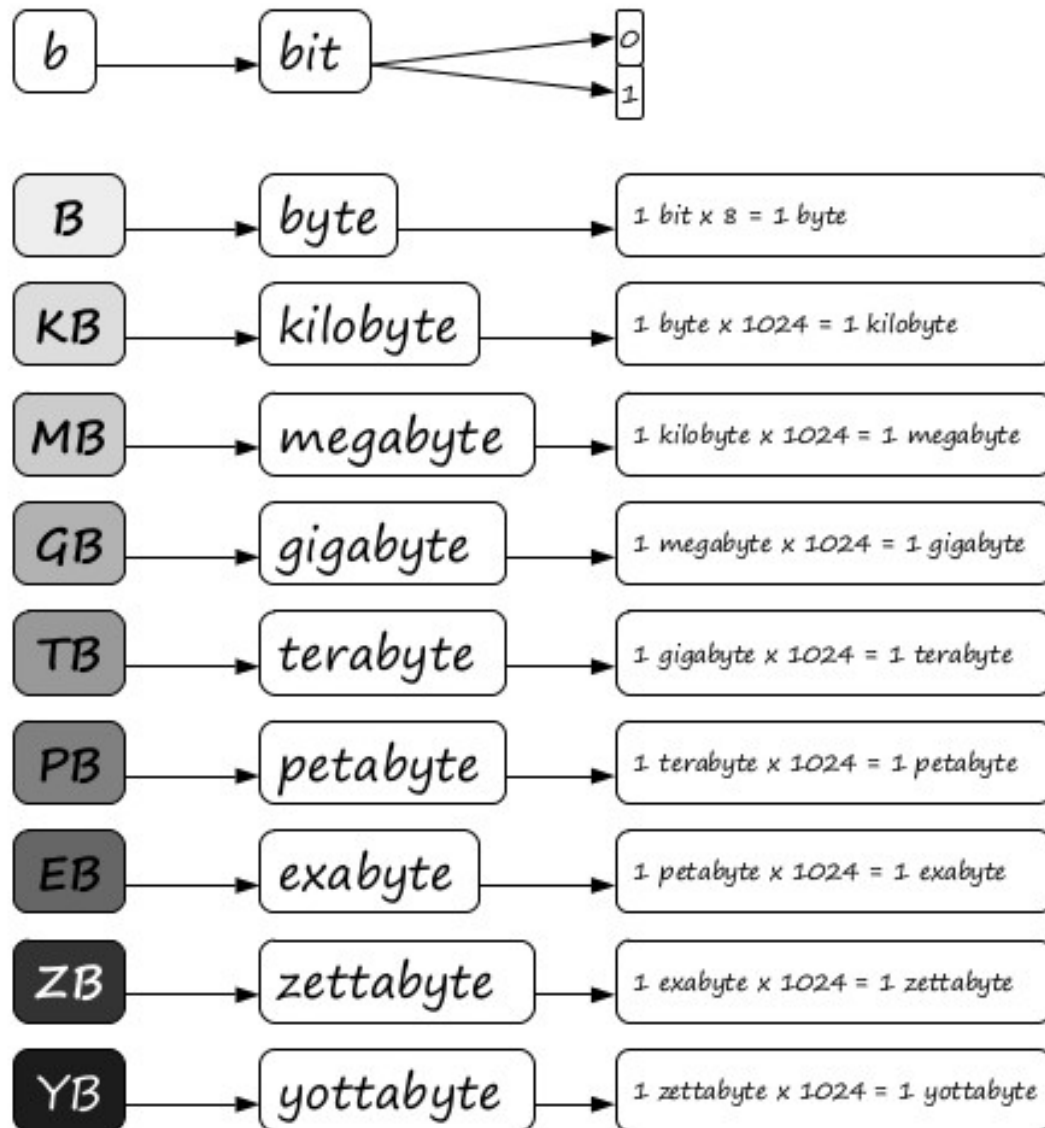 b bit 0
1
B byte 1 bit x 8 = 1 byte
KB kilobyte 1 byte x 1024 = 1 kilobyte
MB megabyte 1 kilobyte x 1024 = 1 megabyte
GB gigabyte 1 megabyte x 1024 = 1 gigabyte
TB terabyte 1 gigabyte x 1024 = 1 terabyte
PB petabyte 1 terabyte x 1024 = 1 petabyte
EB exabyte 1 petabyte x 1024 = 1 exabyte
ZB zettabyte 1 exabyte x 1024 = 1 zettabyte
YB yottabyte 1 zettabyte x 1024 = 1 yottabyte